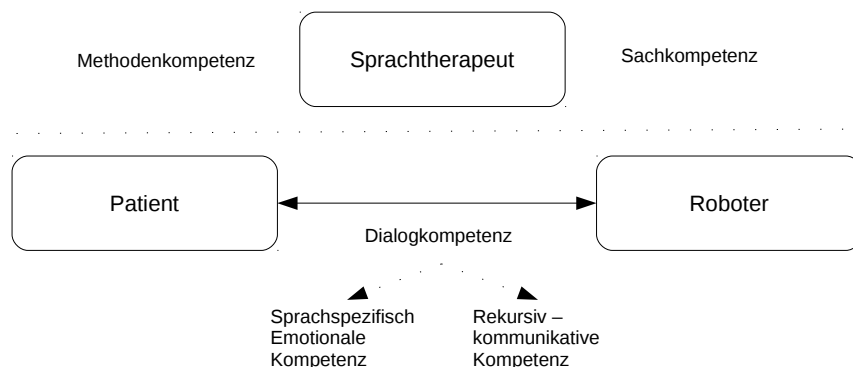 Methodenkompetenz
Sprachtherapeut
Sachkompetenz
Patient
Roboter
Dialogkompetenz
Sprachspezifisch
Emotionale
Kompetenz
Rekursiv –
kommunikative
Kompetenz